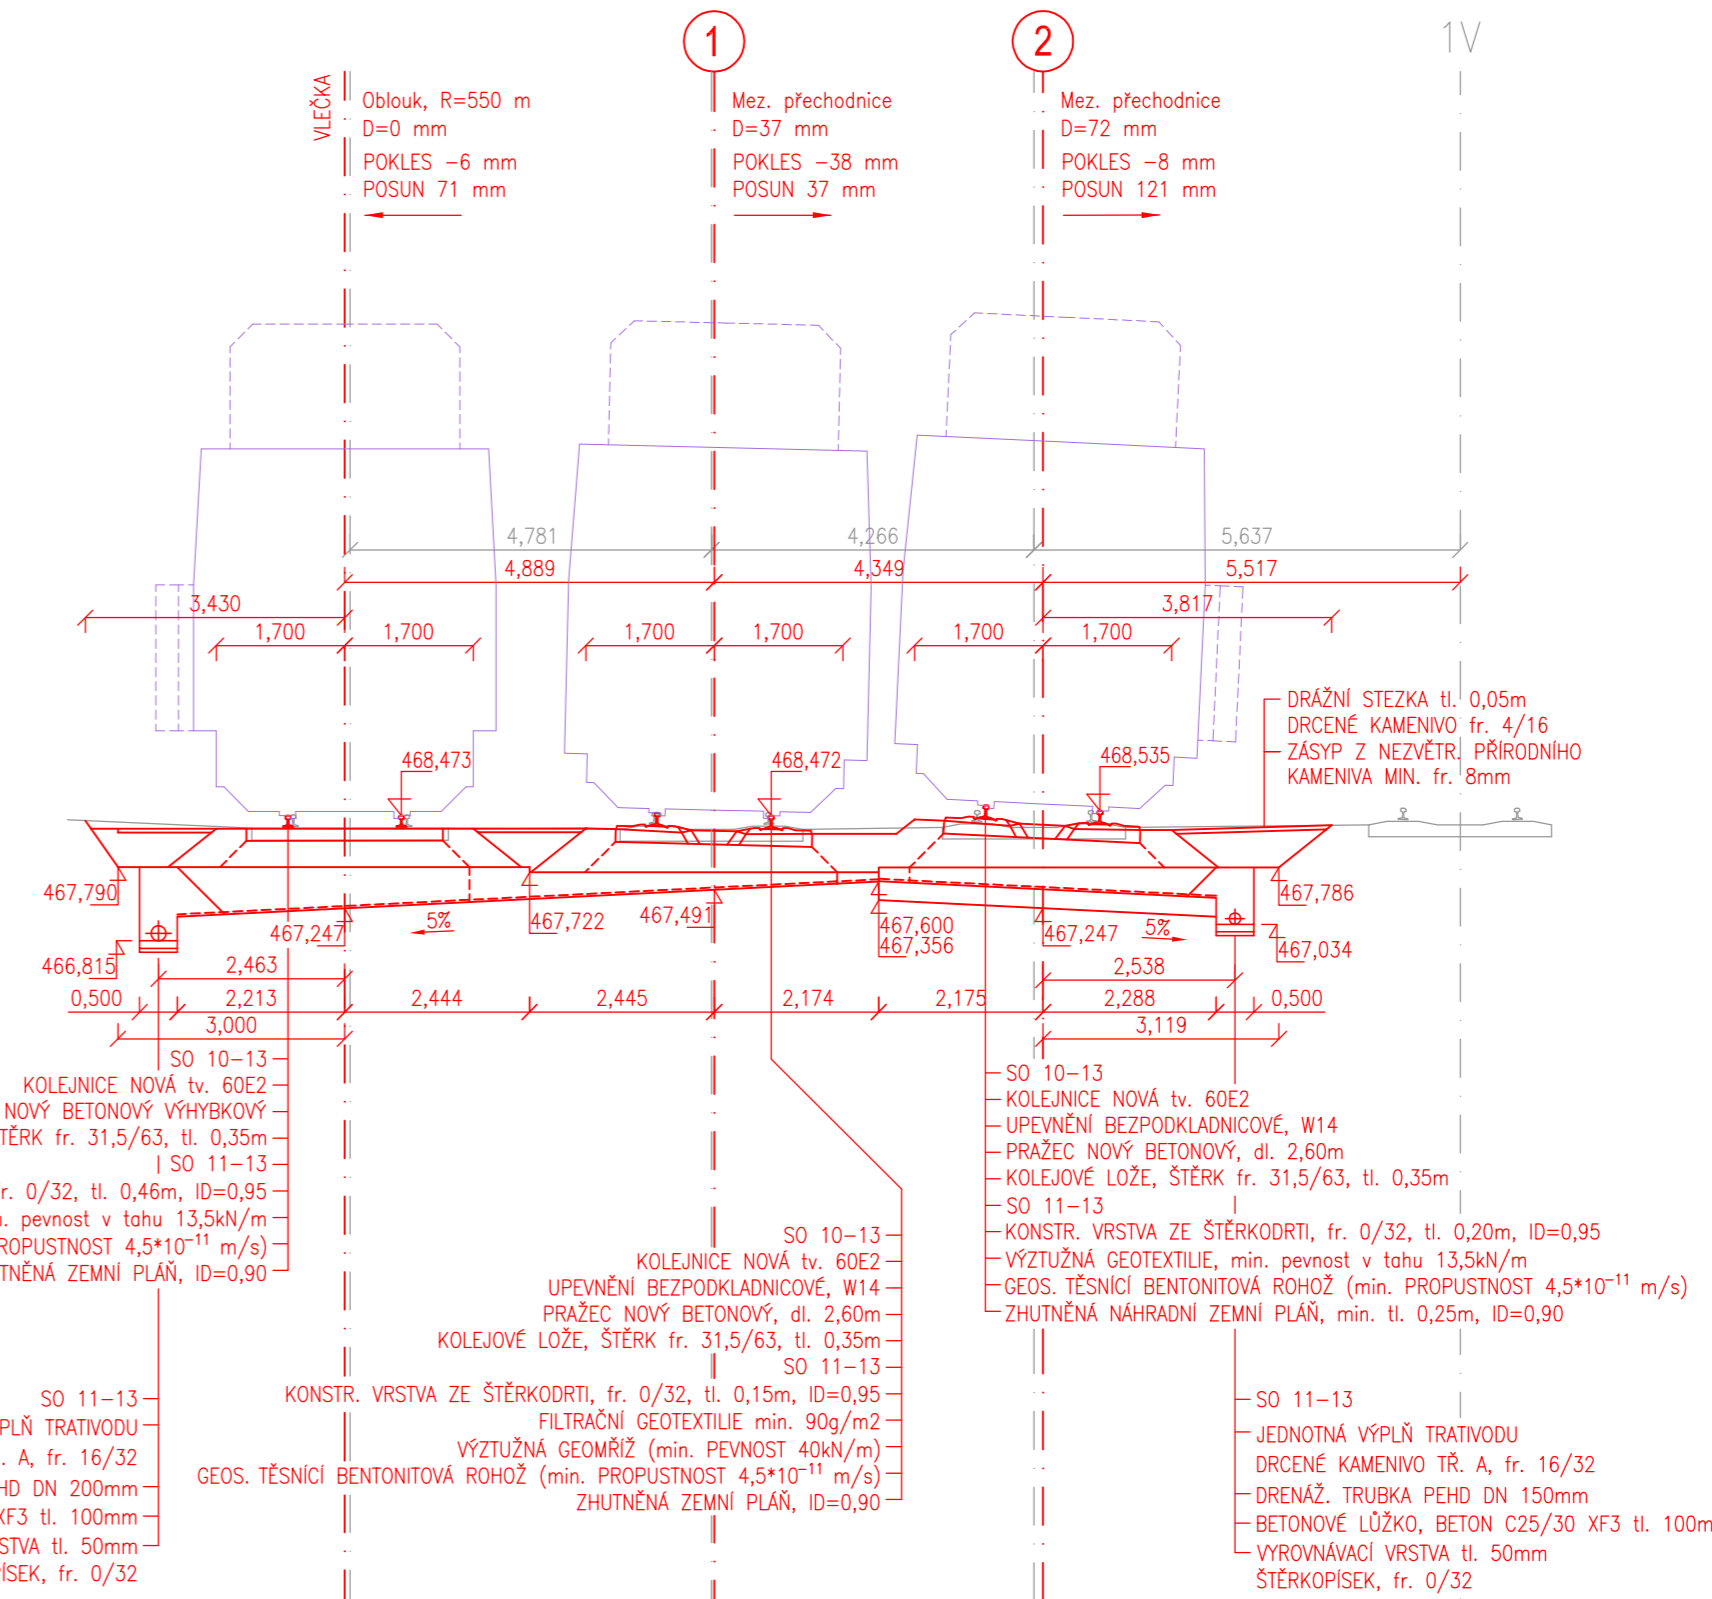 1
2
1V
VLEČKA
Oblouk, R=550 m
D=0 mm
POKLES -6 mm
POSUN 71 mm
Mez. přechodnice
D=37 mm
POKLES -38 mm
POSUN 37 mm
Mez. přechodnice
D=72 mm
POKLES -8 mm
POSUN 121 mm
4,781
4,266
5,637
4,889
4,349
5,517
3,430
3,817
1,700
1,700
1,700
1,700
1,700
1,700
DRÁŽNÍ STEZKA tl. 0,05m
DRCENÉ KAMENIVO fr. 4/16
ZÁSYP Z NEZVĚTR. PŘÍRODNÍHO
KAMENIVA MIN. fr. 8mm
468,473
468,472
468,535
467,790
467,786
467,247
5%
467,722
467,491
467,600
467,356
467,247
5%
467,034
466,815
2,463
2,538
0,500
2,213
2,444
2,445
2,174
2,175
2,288
0,500
3,000
3,119
SO 10-13
KOLEJNICE NOVÁ tv. 60E2
NOVÝ BETONOVÝ VÝHYBKOVÝ
TĚRK fr. 31,5/63, tl. 0,35m
SO 11-13
fr. 0/32, tl. 0,46m, ID=0,95
pevnost v tahu 13,5kN/m
ROPUSTNOST 4,5*10⁻¹¹ m/s)
TNĚNÁ ZEMNÍ PLÁŇ, ID=0,90
SO 10-13
KOLEJNICE NOVÁ tv. 60E2
UPEVNĚNÍ BEZPODKLADNICOVÉ, W14
PRAŽEC NOVÝ BETONOVÝ, dl. 2,60m
KOLEJOVÉ LOŽE, ŠTĚRK fr. 31,5/63, tl. 0,35m
SO 11-13
KONSTR. VRSTVA ZE ŠTĚRKODRTI, fr. 0/32, tl. 0,15m, ID=0,95
FILTRAČNÍ GEOTEXTILIE min. 90g/m2
VÝZTUŽNÁ GEOMŘÍŽ (min. PEVNOST 40kN/m)
GEOS. TĚSNÍCÍ BENTONITOVÁ ROHOŽ (min. PROPUSTNOST 4,5*10⁻¹¹ m/s)
ZHUTNĚNÁ ZEMNÍ PLÁŇ, ID=0,90
SO 10-13
KOLEJNICE NOVÁ tv. 60E2
UPEVNĚNÍ BEZPODKLADNICOVÉ, W14
PRAŽEC NOVÝ BETONOVÝ, dl. 2,60m
KOLEJOVÉ LOŽE, ŠTĚRK fr. 31,5/63, tl. 0,35m
SO 11-13
KONSTR. VRSTVA ZE ŠTĚRKODRTI, fr. 0/32, tl. 0,20m, ID=0,95
VÝZTUŽNÁ GEOTEXTILIE, min. pevnost v tahu 13,5kN/m
GEOS. TĚSNÍCÍ BENTONITOVÁ ROHOŽ (min. PROPUSTNOST 4,5*10⁻¹¹ m/s)
ZHUTNĚNÁ NÁHRADNÍ ZEMNÍ PLÁŇ, min. tl. 0,25m, ID=0,90
SO 11-13
PLŇ TRATIVODU
A, fr. 16/32
HD DN 200mm
XF3 tl. 100mm
STVA tl. 50mm
ÍSEK, fr. 0/32
SO 11-13
JEDNOTNÁ VÝPLŇ TRATIVODU
DRCENÉ KAMENIVO TŘ. A, fr. 16/32
DRENÁŽ. TRUBKA PEHD DN 150mm
BETONOVÉ LŮŽKO, BETON C25/30 XF3 tl. 100m
VYROVNÁVACÍ VRSTVA tl. 50mm
ŠTĚRKOPÍSEK, fr. 0/32